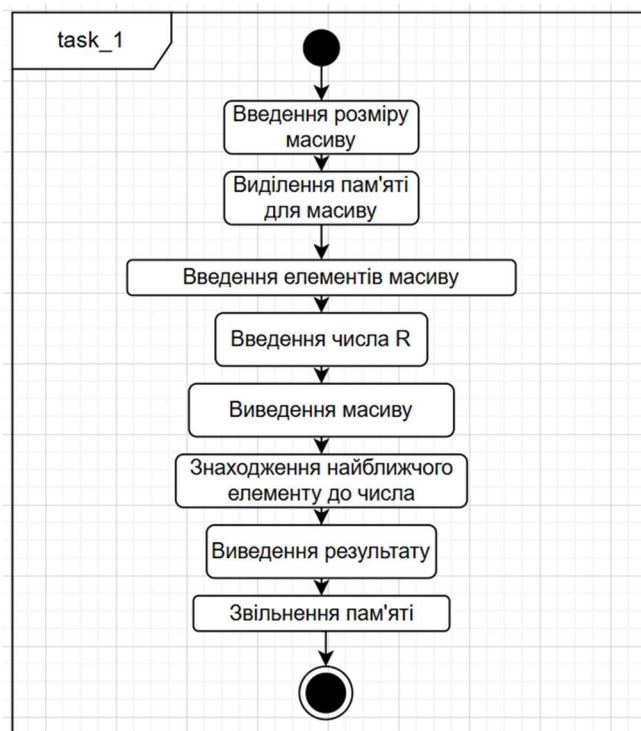 task_1
Введення розміру
масиву
Виділення пам'яті
для масиву
Введення елементів масиву
Введення числа R
Виведення масиву
Знаходження найближчого
елементу до числа
Виведення результату
Звільнення пам'яті